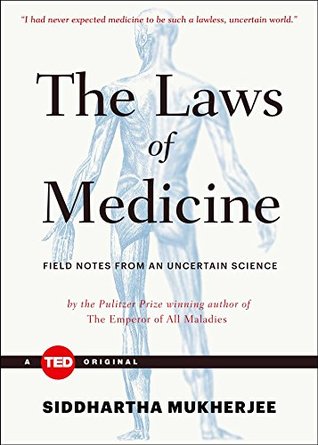 "I had never expected medicine to be such a lawless, uncertain world."
The Laws
of
Medicine
FIELD NOTES FROM AN UNCERTAIN SCIENCE
by the Pulitzer Prize winning author of
The Emperor of All Maladies
A TED ORIGINAL
SIDDHARTHA MUKHERJEE